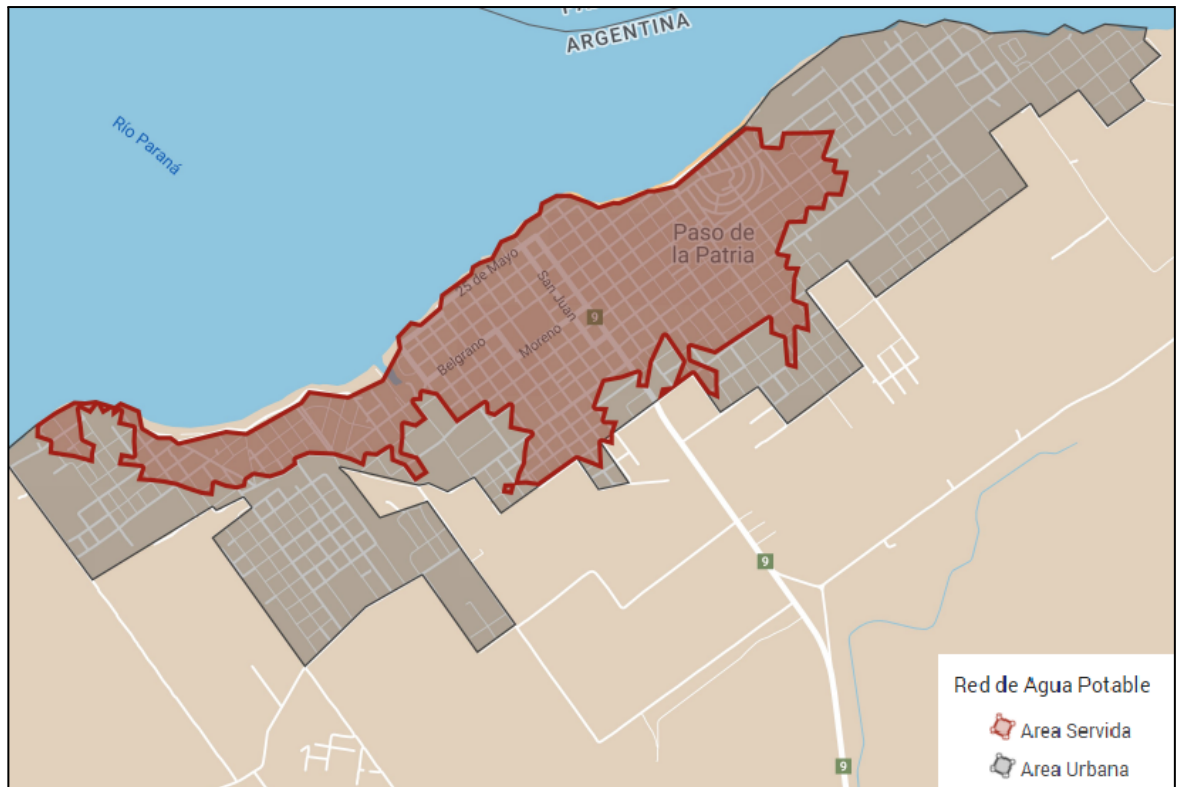 ARGENTINA
Río Paraná
Paso de
la Patria
25 de Mayo
San Juan
9
Moreno
Belgrano
9
Red de Agua Potable
Area Servida
Area Urbana
9